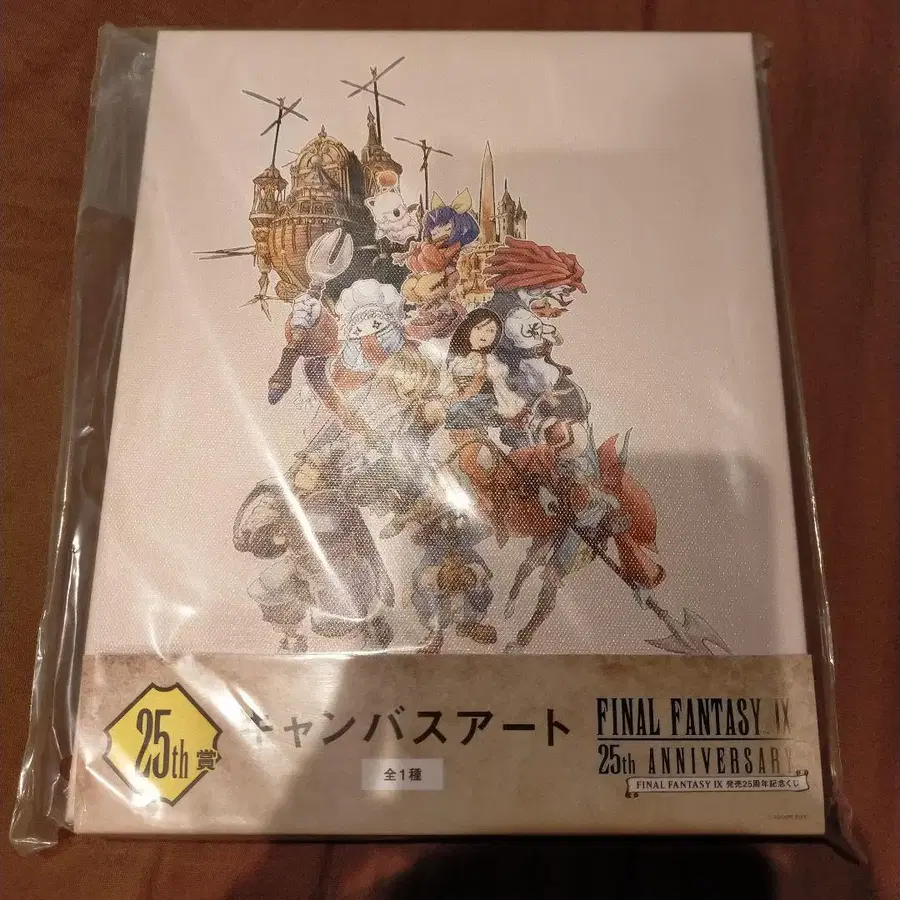 25th賞
キャンバスアート
全1種
FINAL FANTASY IX
25th ANNIVERSARY
FINAL FANTASY IX 発売25周年記念くじ